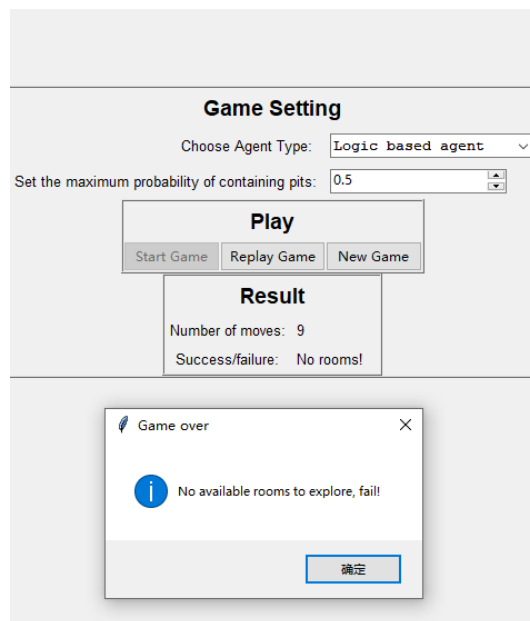 Game Setting
Choose Agent Type: Logic based agent
Set the maximum probability of containing pits: 0.5
Play
Start Game Replay Game New Game
Result
Number of moves: 9
Success/failure: No rooms!
Game over
No available rooms to explore, fail!
确定